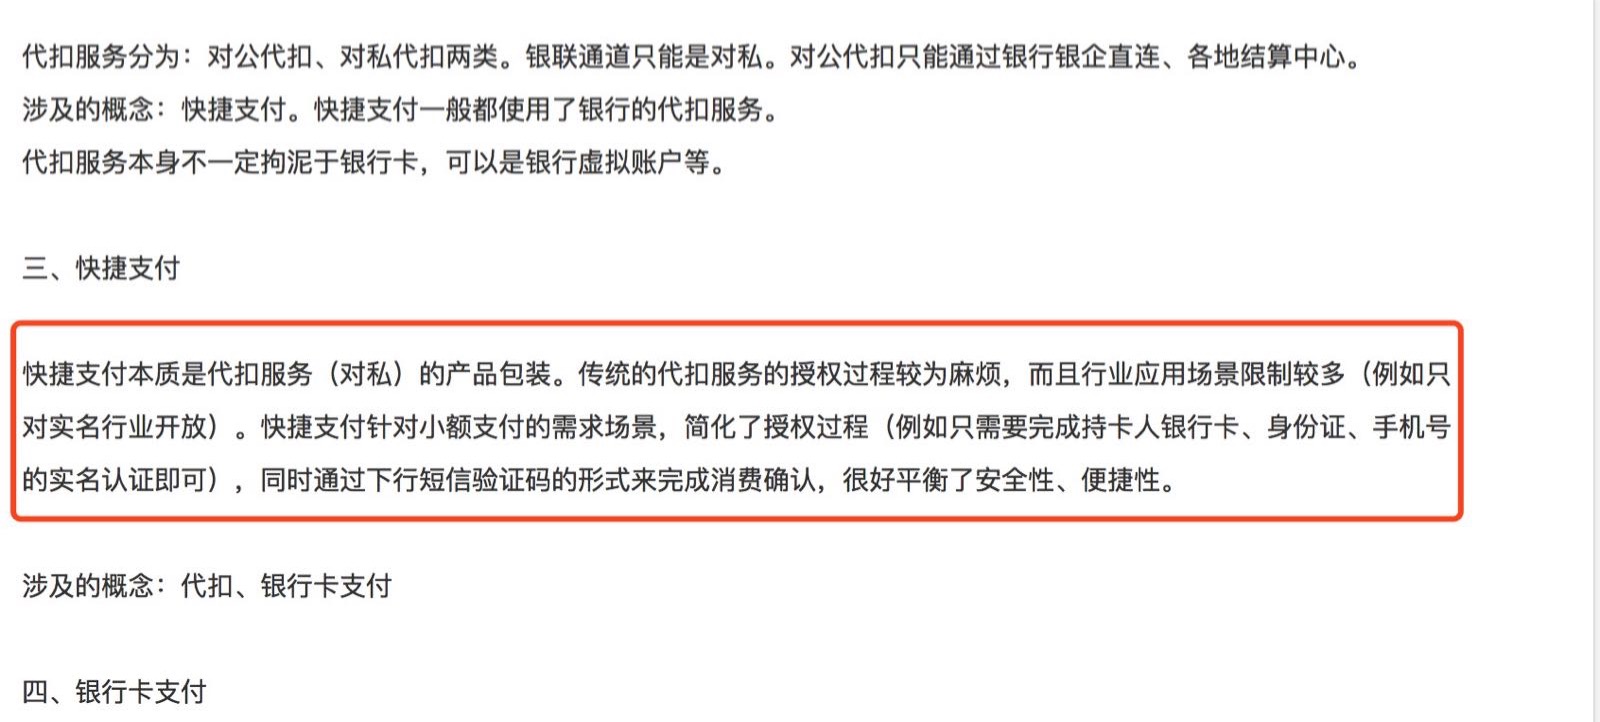 代扣服务分为：对公代扣、对私代扣两类。银联通道只能是对私。对公代扣只能通过银行银企直连、各地结算中心。
涉及的概念：快捷支付。快捷支付一般都使用了银行的代扣服务。
代扣服务本身不一定拘泥于银行卡，可以是银行虚拟账户等。
三、快捷支付
快捷支付本质是代扣服务（对私）的产品包装。传统的代扣服务的授权过程较为麻烦，而且行业应用场景限制较多（例如只
对实名行业开放）。快捷支付针对小额支付的需求场景，简化了授权过程（例如只需要完成持卡人银行卡、身份证、手机号
的实名认证即可），同时通过下行短信验证码的形式来完成消费确认，很好平衡了安全性、便捷性。
涉及的概念：代扣、银行卡支付
四、银行卡支付